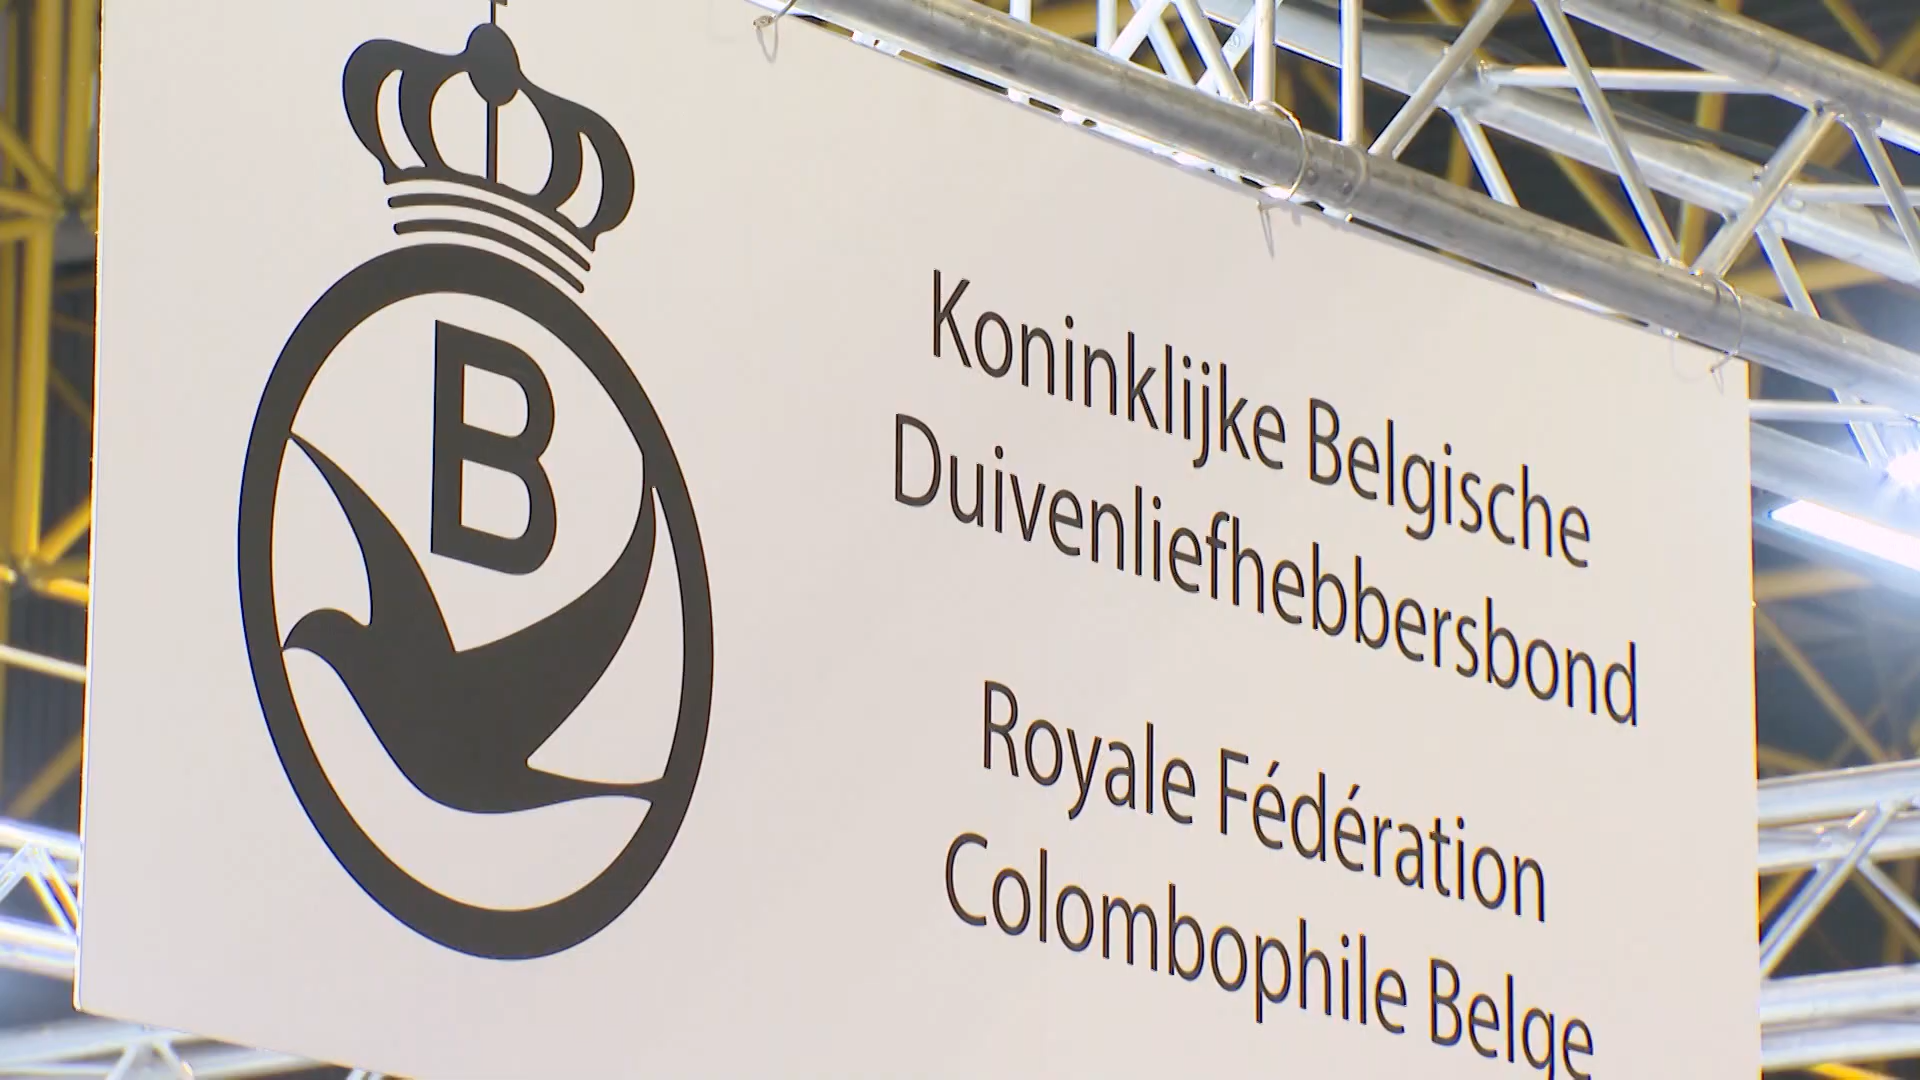 B
Koninklijke Belgische
Duivenliefhebbersbond
Royale Fédération
Colombophile Belge